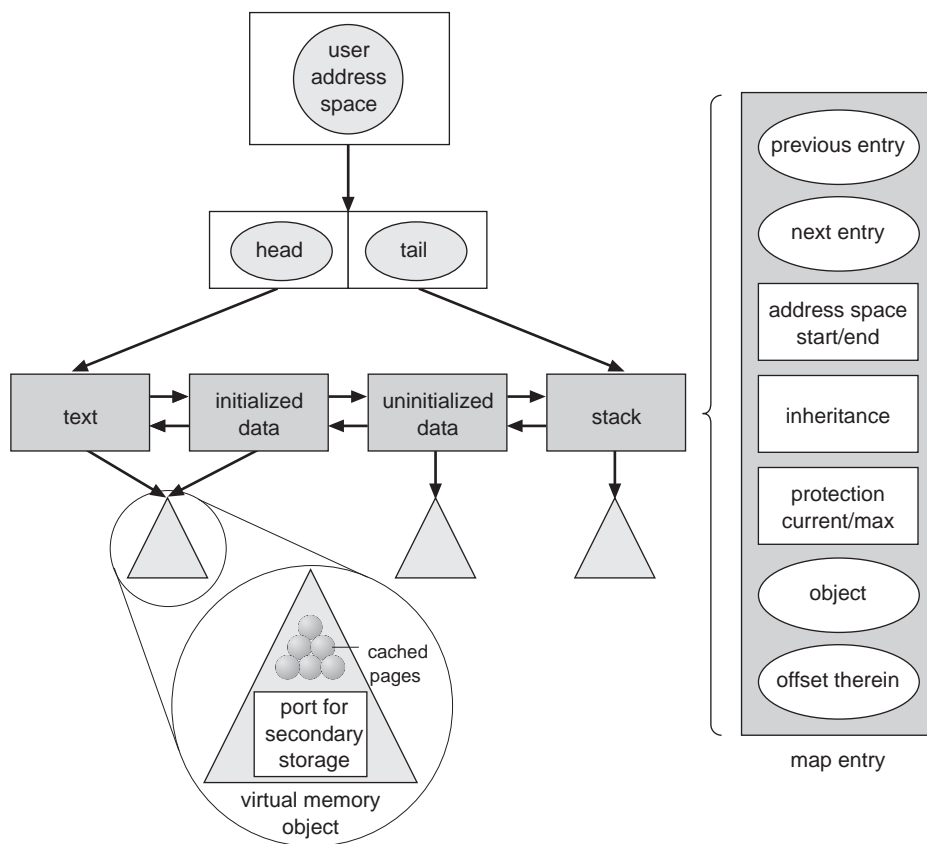 user
address
space
head
tail
text
initialized
data
uninitialized
data
stack
cached
pages
port for
secondary
storage
virtual memory
object
previous entry
next entry
address space
start/end
inheritance
protection
current/max
object
offset therein
map entry